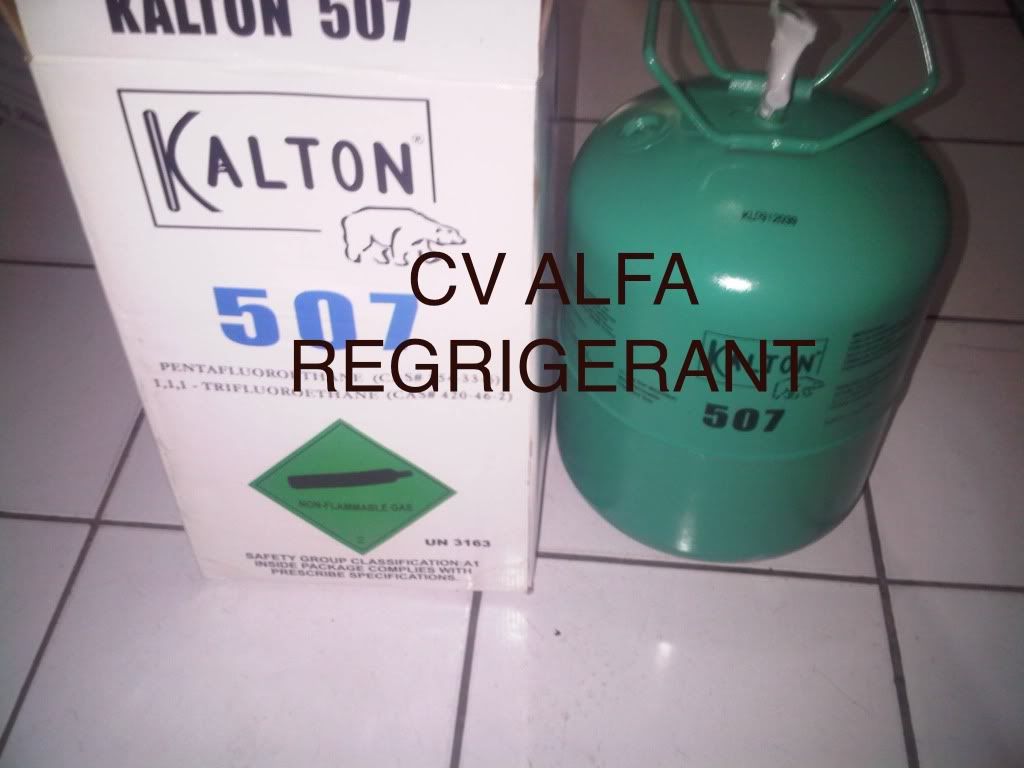 KALTON 507
KALTON®
507
PENTAFLUOROETHANE
1,1,1 - TRIFLUOROETHANE (CAS# 420-46-2)
NON-FLAMMABLE GAS
2
UN 3163
SAFETY GROUP CLASSIFICATION A1
INSIDE PACKAGE COMPLIES WITH
PRESCRIBE SPECIFICATIONS.
CV ALFA
REGRIGERANT
KALTON
507